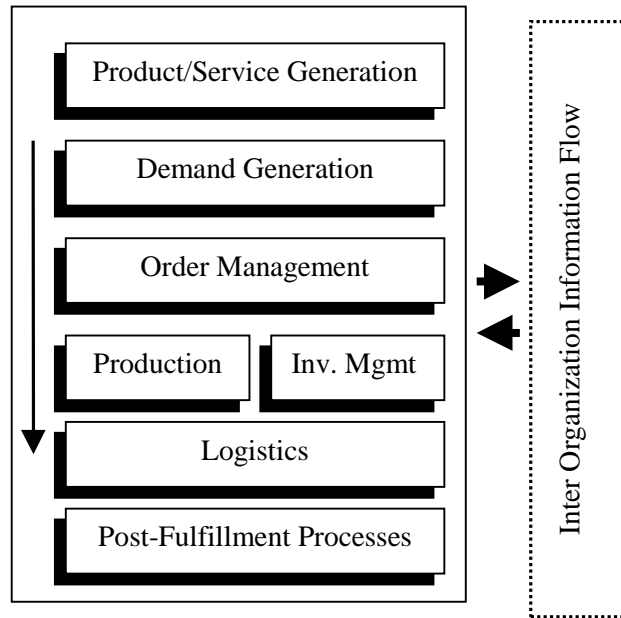 Product/Service Generation
Demand Generation
Order Management
Production
Inv. Mgmt
Logistics
Post-Fulfillment Processes
Inter Organization Information Flow